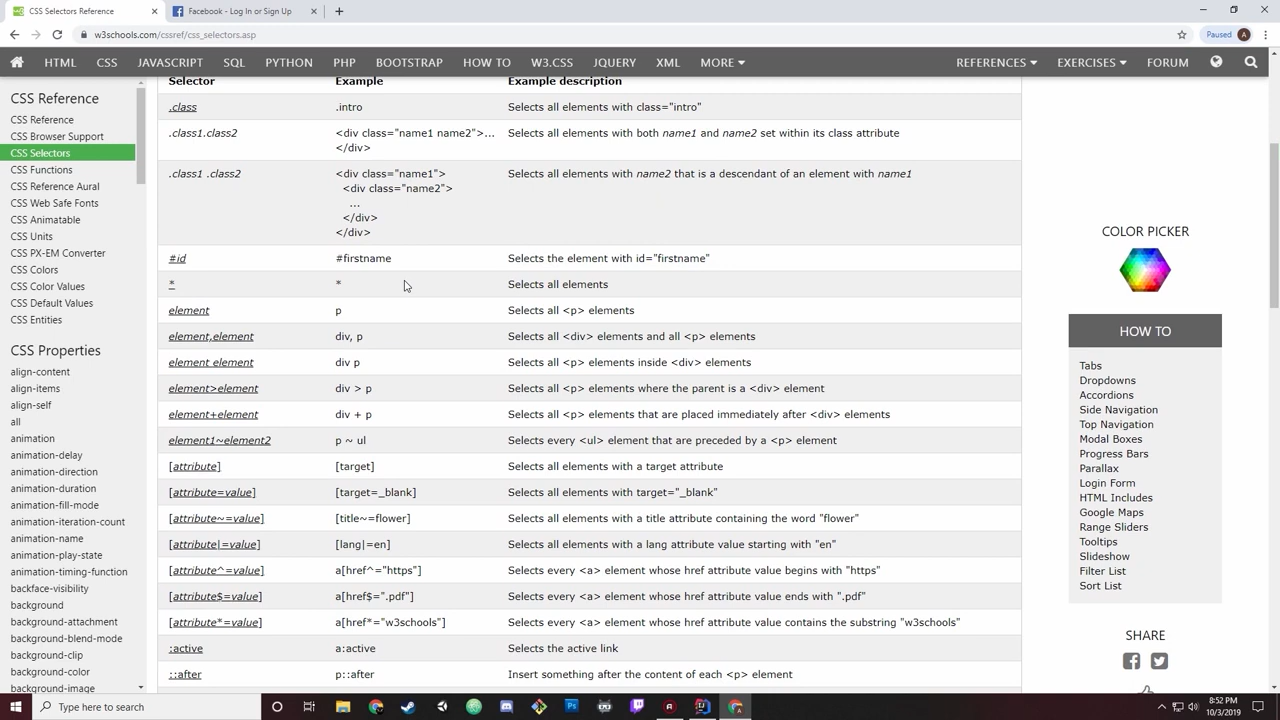 CSS Selectors Reference
Facebook - Log In or Sign Up
w3schools.com/cssref/css_selectors.asp
Paused
A
HTML CSS JAVASCRIPT SQL PYTHON PHP BOOTSTRAP HOW TO W3.CSS JQUERY XML MORE REFERENCES EXERCISES FORUM
CSS Reference
CSS Reference
CSS Browser Support
CSS Selectors
CSS Functions
CSS Reference Aural
CSS Web Safe Fonts
CSS Animatable
CSS Units
CSS PX-EM Converter
CSS Colors
CSS Color Values
CSS Default Values
CSS Entities
CSS Properties
align-content
align-items
align-self
all
animation
animation-delay
animation-direction
animation-duration
animation-fill-mode
animation-iteration-count
animation-name
animation-play-state
animation-timing-function
backface-visibility
background
background-attachment
background-blend-mode
background-clip
background-color
background-image
Selector Example Example description
.class .intro Selects all elements with class="intro"
.class1.class2 <div class="name1 name2">... Selects all elements with both name1 and name2 set within its class attribute
</div>
.class1 .class2 <div class="name1"> Selects all elements with name2 that is a descendant of an element with name1
<div class="name2">
...
</div>
</div>
#id #firstname Selects the element with id="firstname"
* * Selects all elements
element p Selects all <p> elements
element,element div, p Selects all <div> elements and all <p> elements
element element div p Selects all <p> elements inside <div> elements
element>element div > p Selects all <p> elements where the parent is a <div> element
element+element div + p Selects all <p> elements that are placed immediately after <div> elements
element1~element2 p ~ ul Selects every <ul> element that are preceded by a <p> element
[attribute] [target] Selects all elements with a target attribute
[attribute=value] [target=_blank] Selects all elements with target="_blank"
[attribute~=value] [title~=flower] Selects all elements with a title attribute containing the word "flower"
[attribute|=value] [lang|=en] Selects all elements with a lang attribute value starting with "en"
[attribute^=value] a[href^="https"] Selects every <a> element whose href attribute value begins with "https"
[attribute$=value] a[href$=".pdf"] Selects every <a> element whose href attribute value ends with ".pdf"
[attribute*=value] a[href*="w3schools"] Selects every <a> element whose href attribute value contains the substring "w3schools"
:active a:active Selects the active link
::after p::after Insert something after the content of each <p> element
COLOR PICKER
HOW TO
Tabs
Dropdowns
Accordions
Side Navigation
Top Navigation
Modal Boxes
Progress Bars
Parallax
Login Form
HTML Includes
Google Maps
Range Sliders
Tooltips
Slideshow
Filter List
Sort List
SHARE
Type here to search
8:52 PM
10/3/2019